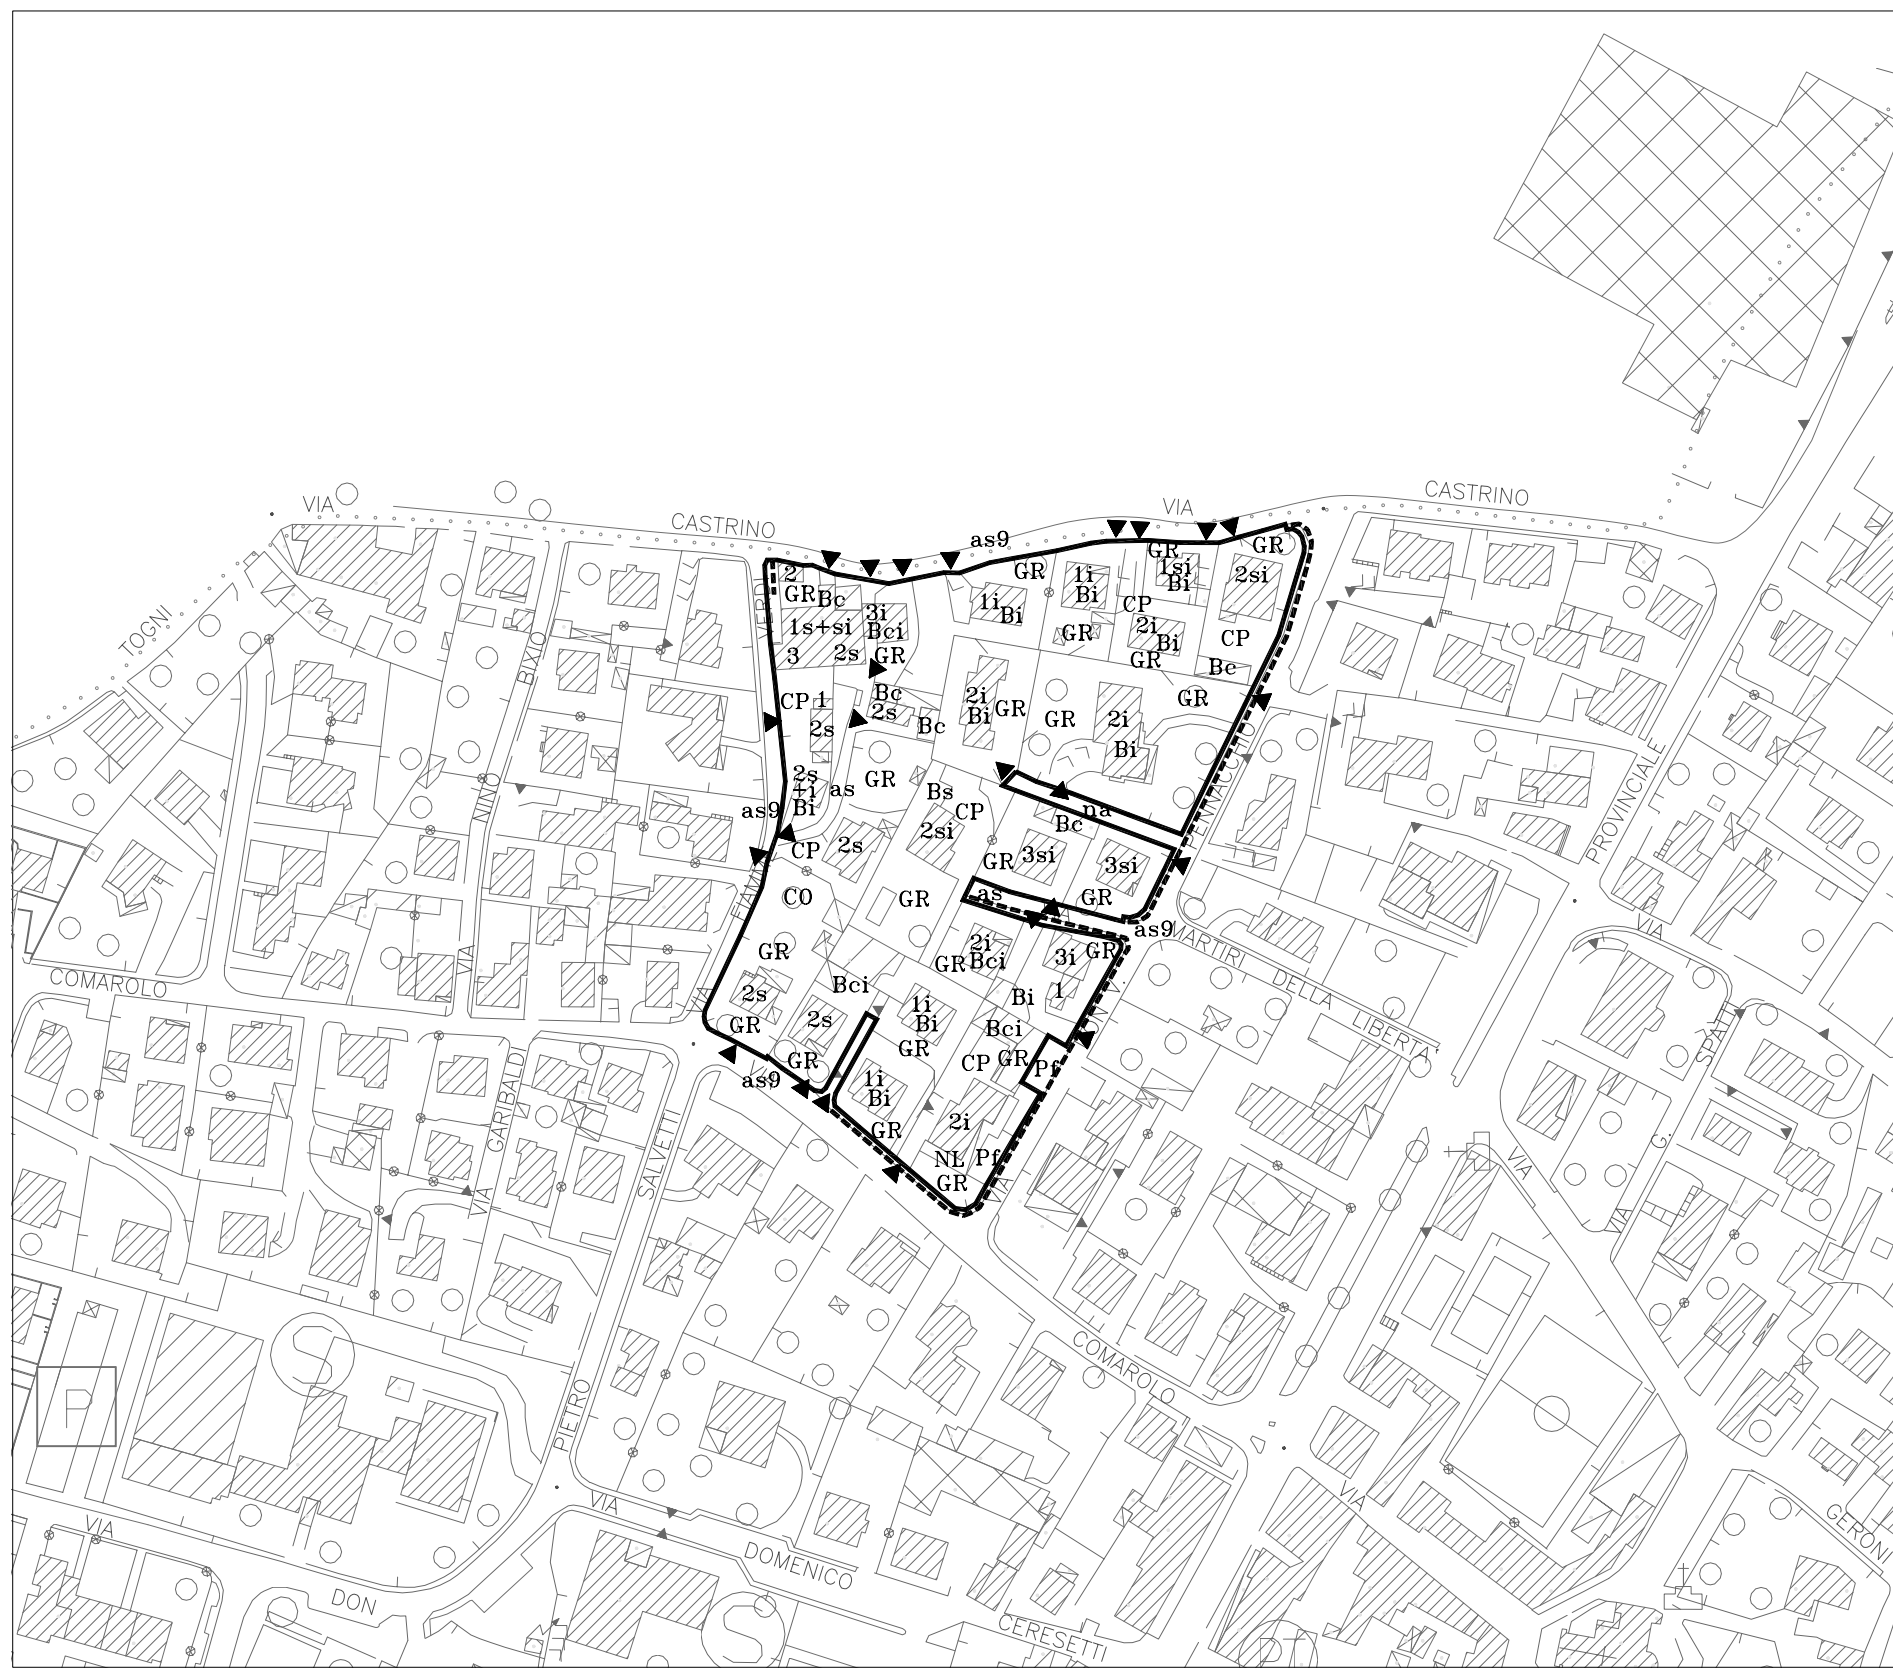 VIA
CASTRINO
VIA
CASTRINO
as9
TOGNI
BIXIO
NINO
VIA
COMAROLO
GR
GR
2si
1si
Bi
GR
1i
Bi
1i
Bi
CP
GR
2i
Bi
GR
CP
Bc
GR
2
GR
Bc
3i
Bci
1s+si
3
2s
GR
CP
1
2s
Bc
2s
Bc
2i
Bi
GR
GR
2i
Bi
2s
+i
Bi
as
GR
as9
Bs
CP
2si
na
Bc
3si
3si
GR
GR
CP
2s
CO
GR
as
as9
GR
2s
GR
Bci
2s
GR
2i
Bci
GR
3i
GR
1
Bi
Bci
GR
CP
Pf
1i
Bi
GR
1i
Bi
GR
2i
NL
Pf
GR
as9
FIAMME
VIA
PENNACCHIO
MARTIRI
DELLA
LIBERTA'
VIA
PROVINCIALE
VIA
SPATTI
G.
VIA
VIA
GARIBALDI
VIA
SALVETTI
PIETRO
COMAROLO
VIA
GERONI
P
S
VIA
DON
VIA
DOMENICO
CERESETTI
S
PT